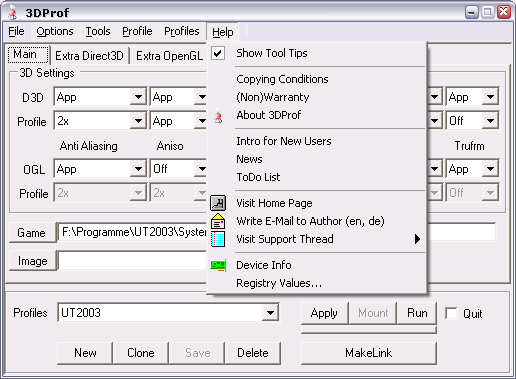 3DProf
File Options Tools Profile Profiles Help
Main Extra Direct3D Extra OpenGL
3D Settings
D3D App App App
Profile 2x App Off
Anti Aliasing Aniso Trufrm
OGL App Off App
Profile 2x 2x 2x
Game F:\Programme\UT2003\System
Image
Show Tool Tips
Copying Conditions
(Non)Warranty
About 3DProf
Intro for New Users
News
ToDo List
Visit Home Page
Write E-Mail to Author (en, de)
Visit Support Thread
Device Info
Registry Values...
Profiles UT2003 Apply Mount Run Quit
New Clone Save Delete MakeLink